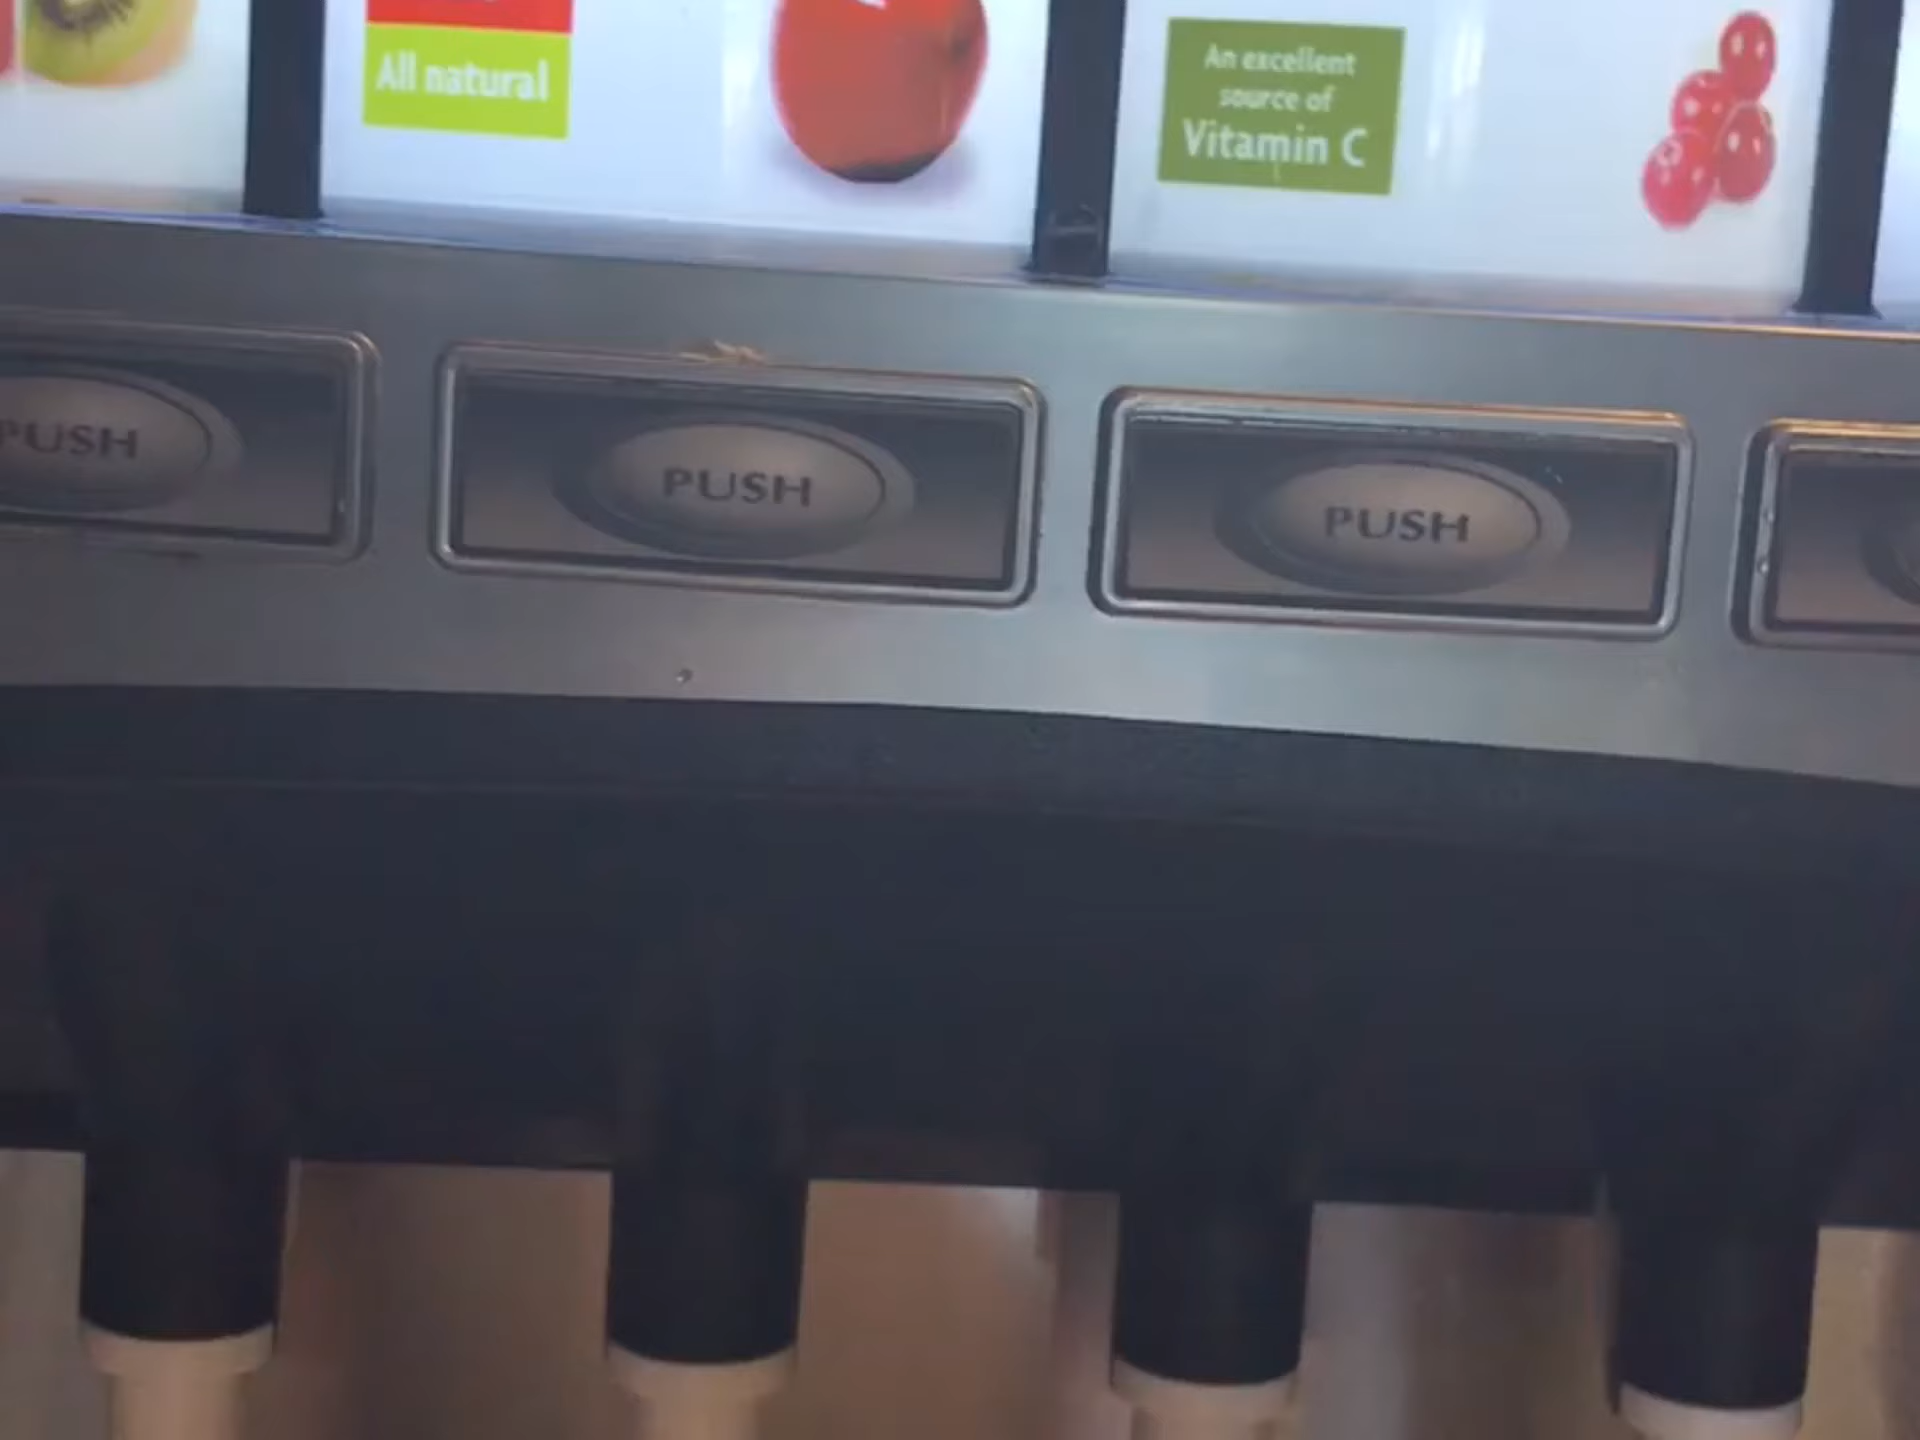 All natural
An excellent
source of
Vitamin C
PUSH
PUSH
PUSH